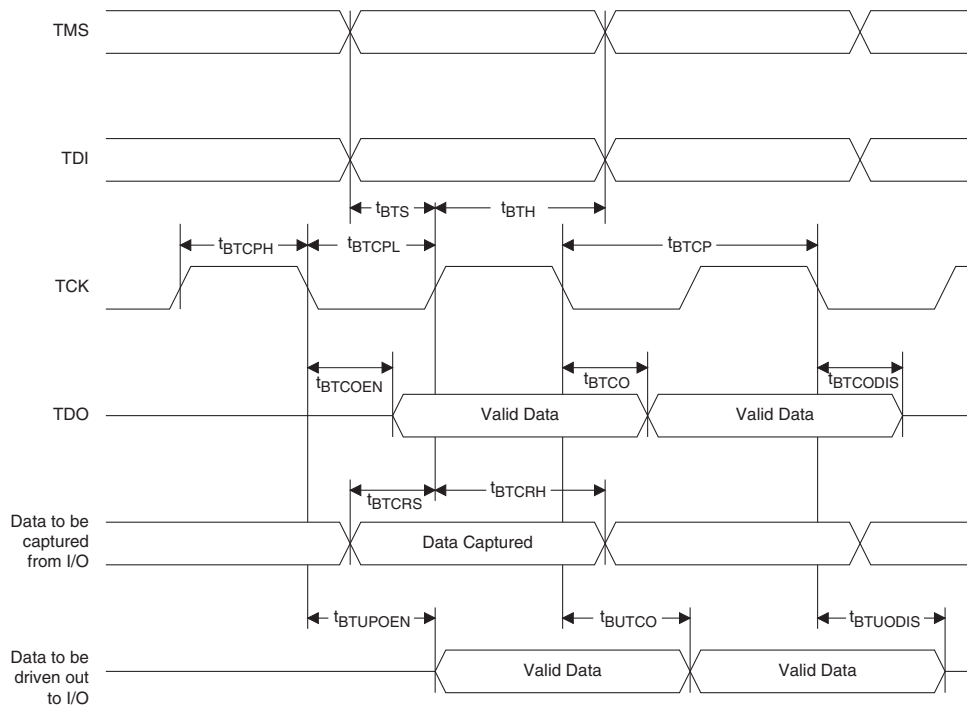 TMS
TDI
tBTS
tBTH
tBTCPH
tBTCPL
tBTCP
TCK
tBTCOEN
tBTCO
tBTCODIS
TDO
Valid Data
Valid Data
tBTCRS
tBTCRH
Data to be
captured
from I/O
Data Captured
tBTUPOEN
tBUTCO
tBTUODIS
Data to be
driven out
to I/O
Valid Data
Valid Data